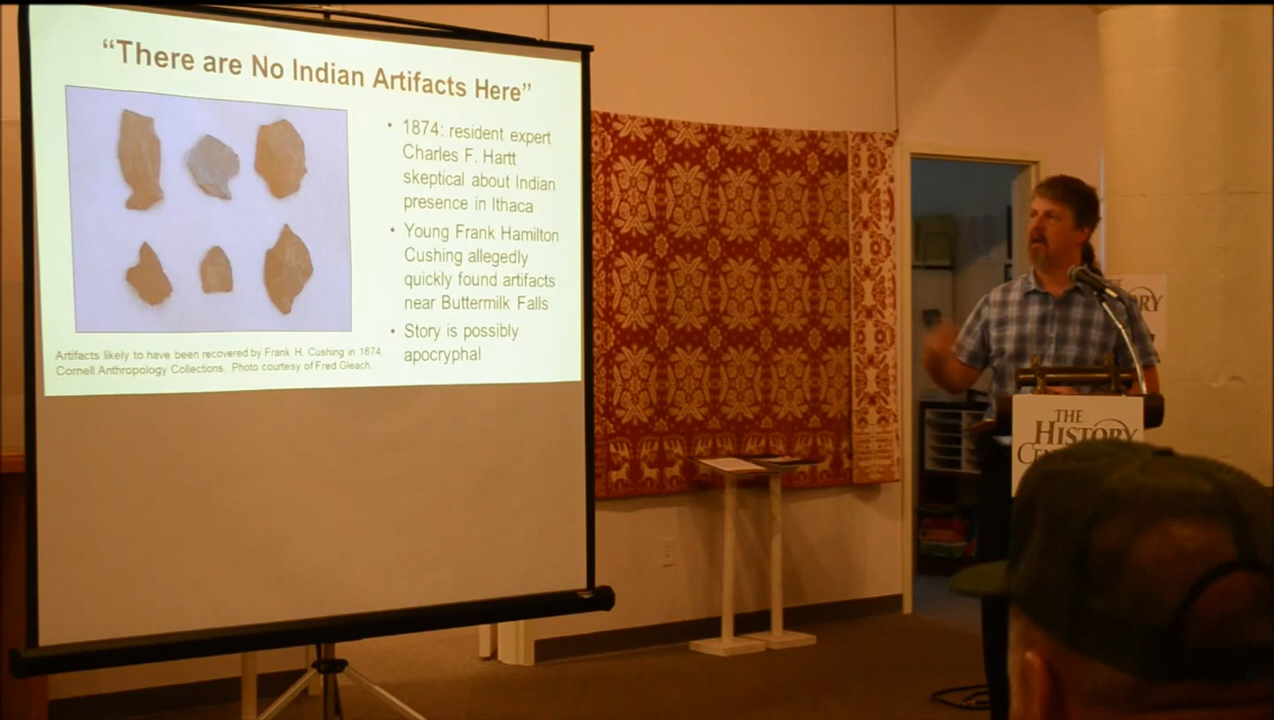 “There are No Indian Artifacts Here”
• 1874: resident expert
Charles F. Hartt
skeptical about Indian
presence in Ithaca
• Young Frank Hamilton
Cushing allegedly
quickly found artifacts
near Buttermilk Falls
• Story is possibly
apocryphal
Artifacts likely to have been recovered by Frank H. Cushing in 1874.
Cornell Anthropology Collections. Photo courtesy of Fred Gleach.
THE
HISTORY